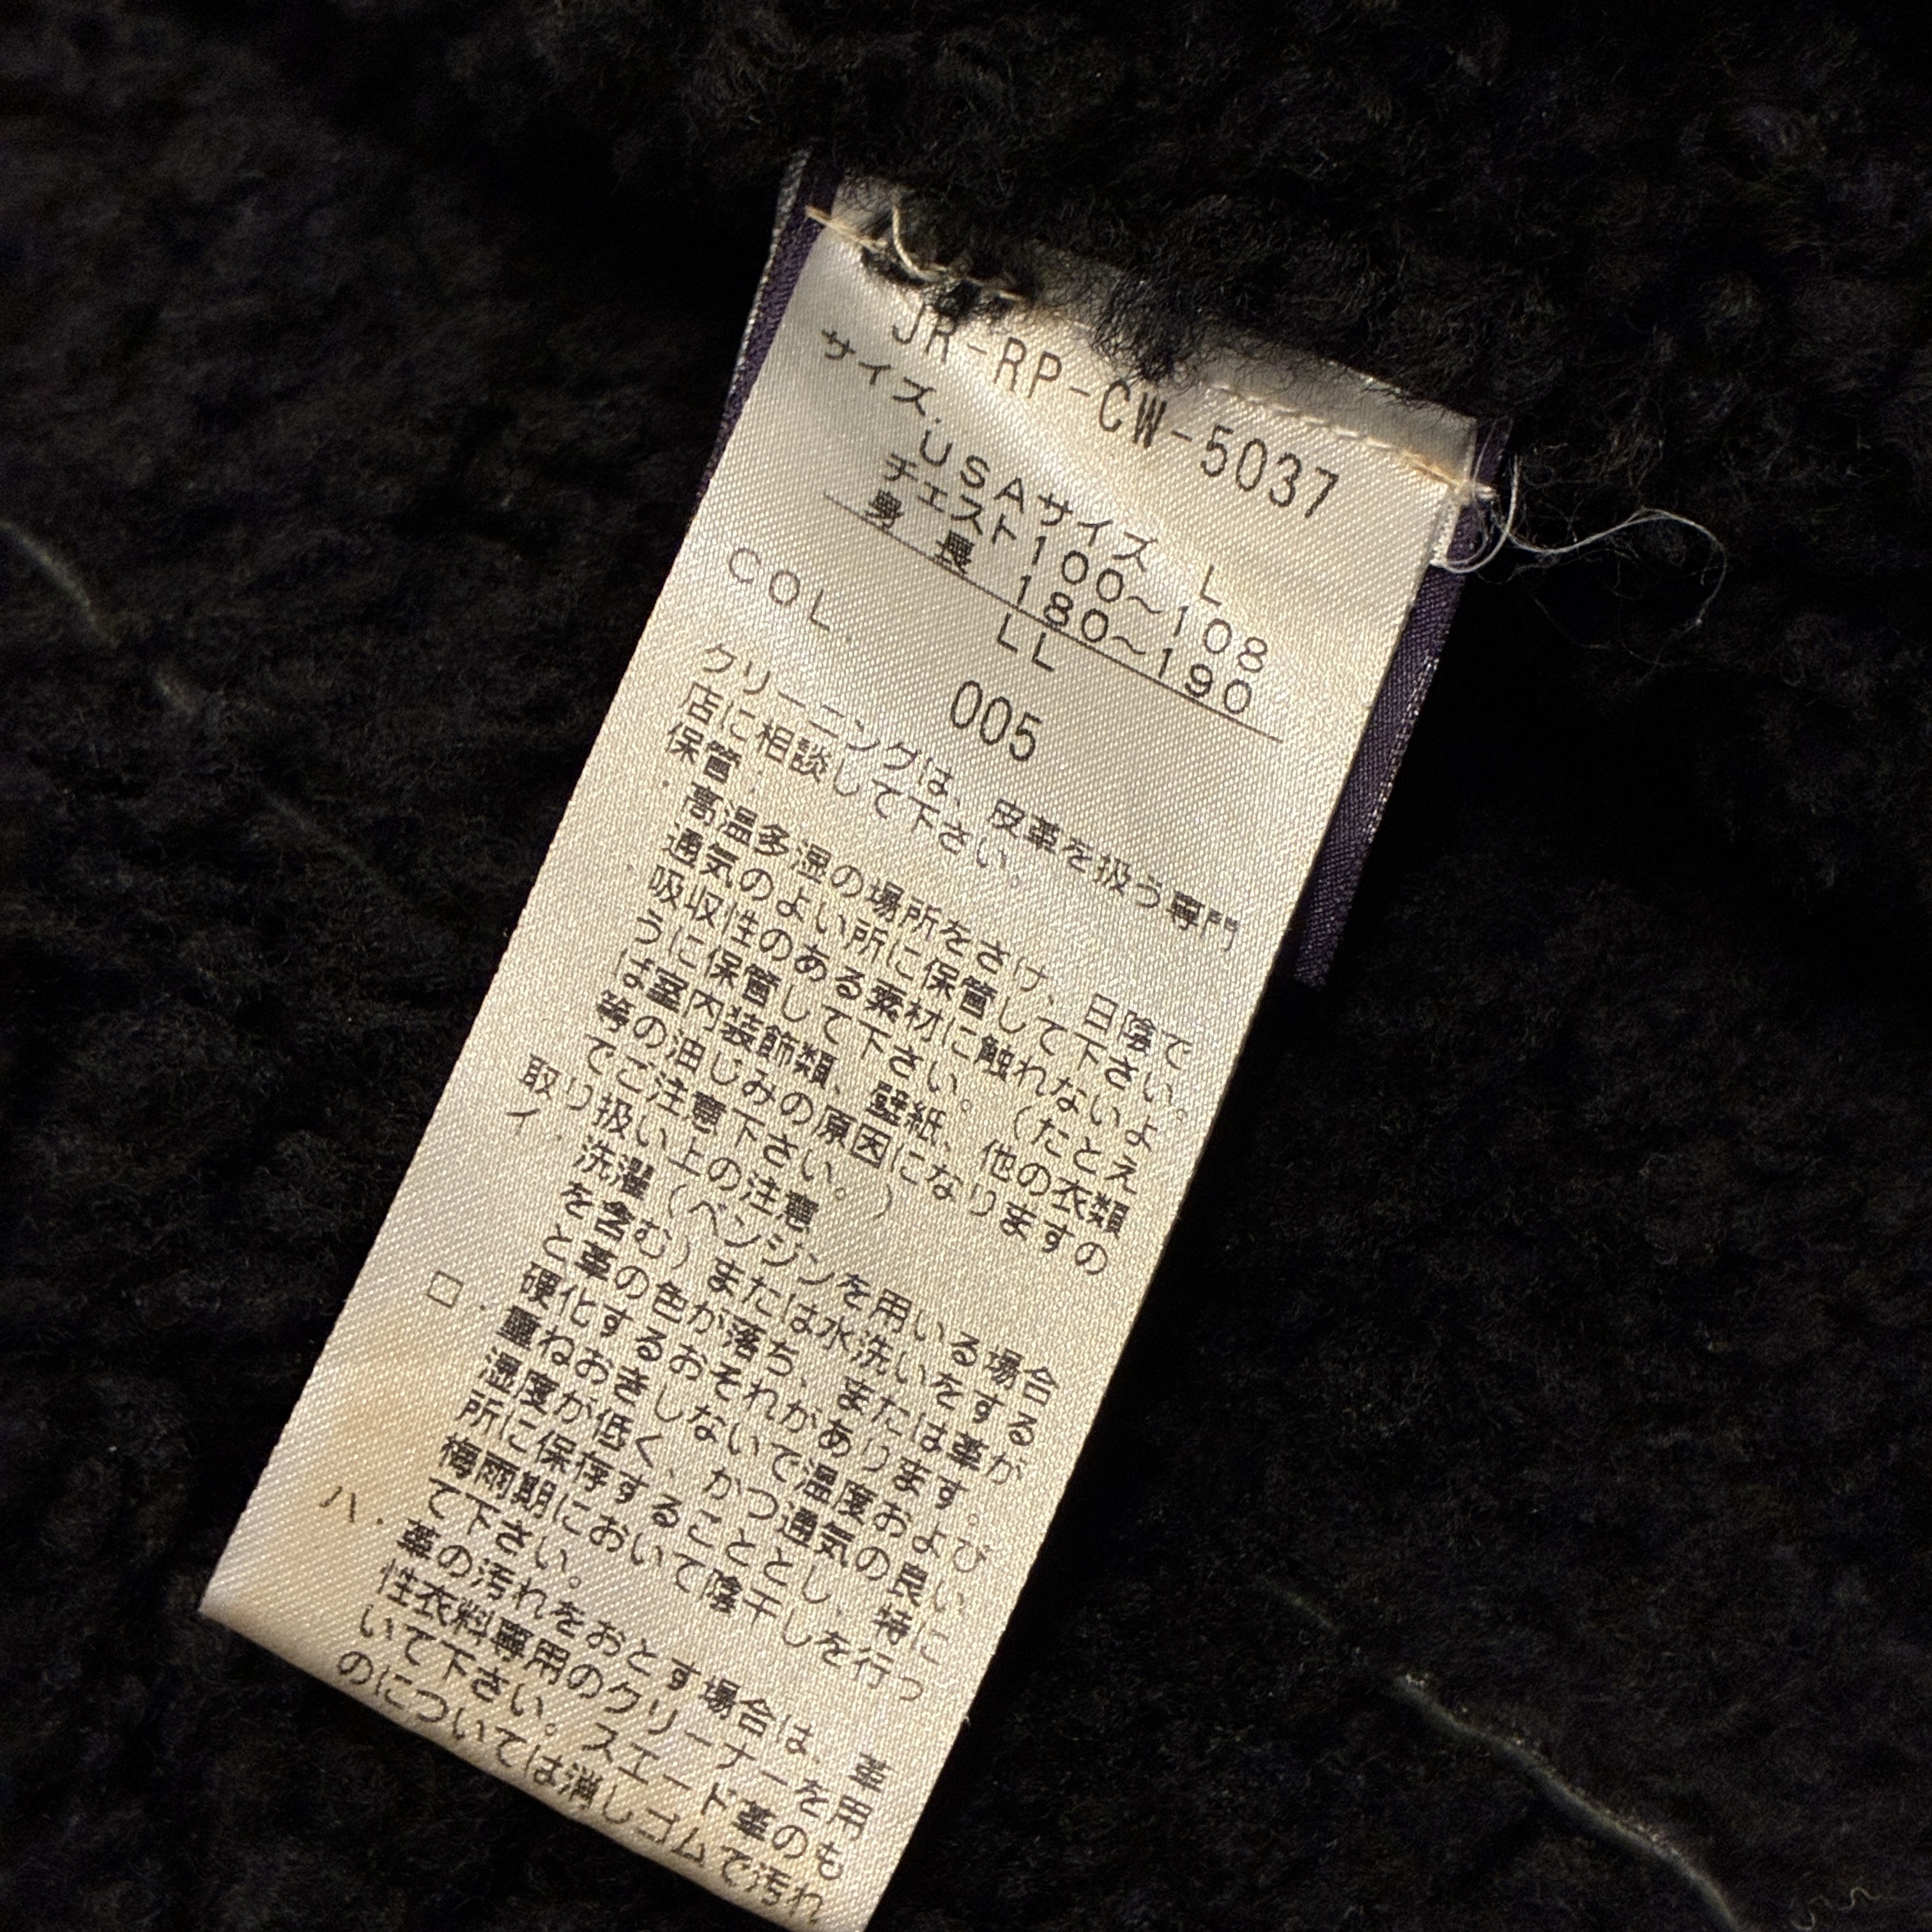 JR-RP-CW-5037
サイズ. USAサイズ L
チェスト 100~108
身長 180~190
LL
COL. 005
クリーニングは、皮革を扱う専門
店に相談して下さい。
保管:
・高温多湿の場所をさけ、日陰で
通気のよい所に保管して下さい。
・吸収性のある素材に触れないよ
うに保管して下さい。(たとえ
ば室内装飾類、壁紙、他の衣類
等の油じみの原因になりますの
でご注意下さい。)
取り扱い上の注意
イ. 洗濯(ベンジンを用いる場合
を含む)または水洗いをする
と革の色が落ち、または革が
硬化するおそれがあります。
ロ. 重ねおきしないで温度および
湿度が低く、かつ通気の良い
所に保存することとし、特に
梅雨期において陰干しを行っ
て下さい。
ハ. 革の汚れをおとす場合は、革
性衣料専用のクリーナーを用
いて下さい。スエード革のも
のについては消しゴムで汚れ